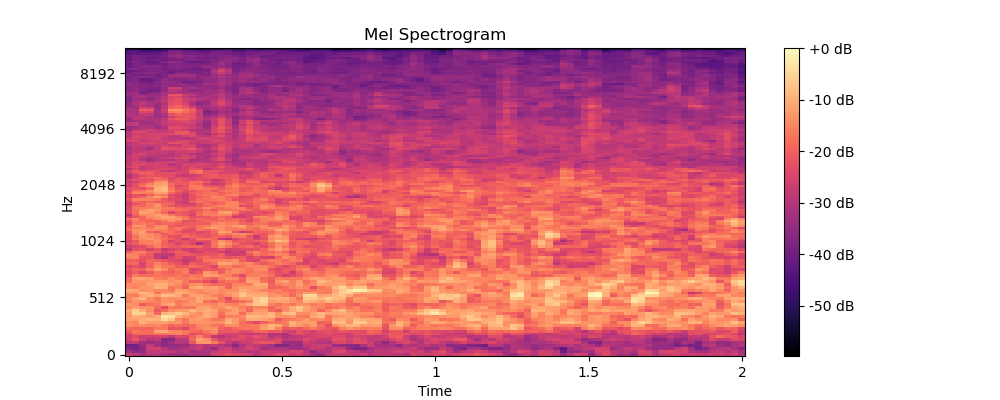 Mel Spectrogram
Hz
8192
4096
2048
1024
512
0
0 0.5 1 1.5 2
Time
+0 dB
-10 dB
-20 dB
-30 dB
-40 dB
-50 dB